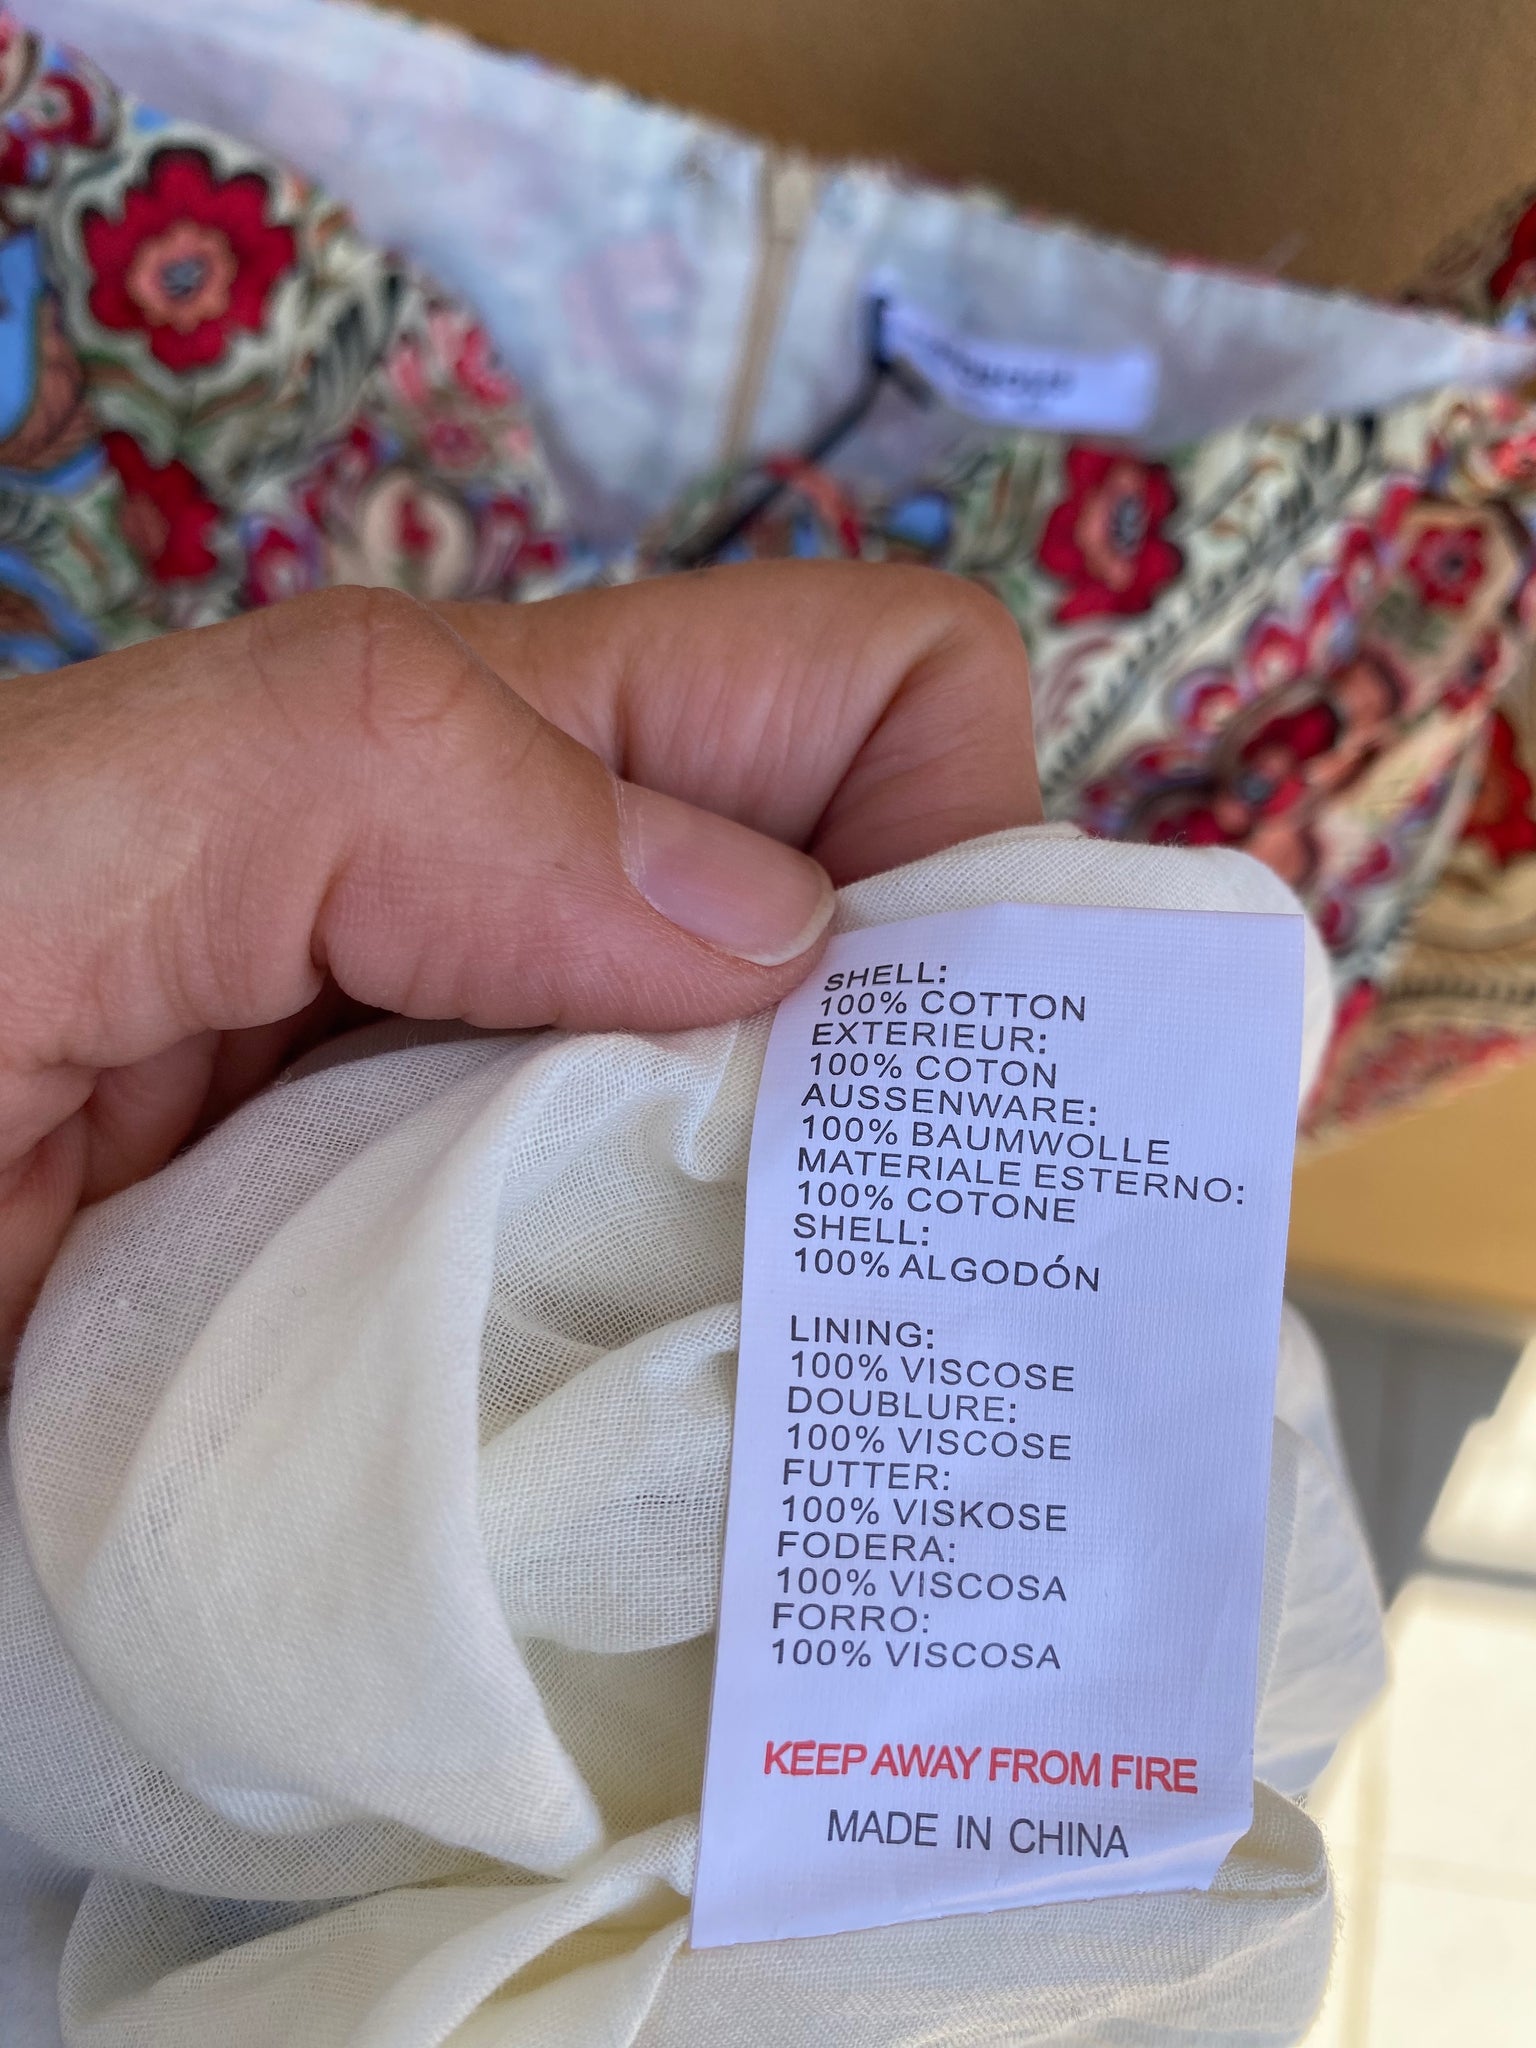 SHELL:
100% COTTON
EXTERIEUR:
100% COTON
AUSSENWARE:
100% BAUMWOLLE
MATERIALE ESTERNO:
100% COTONE
SHELL:
100% ALGODÓN
LINING:
100% VISCOSE
DOUBLURE:
100% VISCOSE
FUTTER:
100% VISKOSE
FODERA:
100% VISCOSA
FORRO:
100% VISCOSA
KEEP AWAY FROM FIRE
MADE IN CHINA